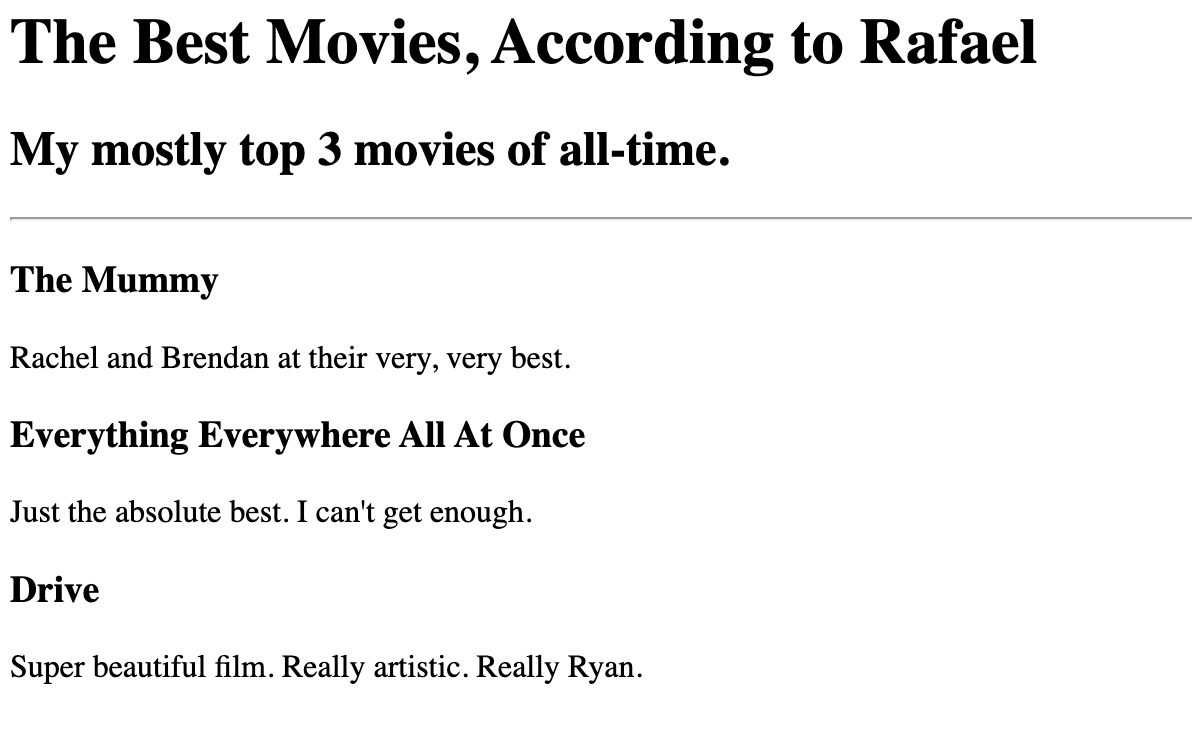 The Best Movies, According to Rafael
My mostly top 3 movies of all-time.
The Mummy
Rachel and Brendan at their very, very best.
Everything Everywhere All At Once
Just the absolute best. I can't get enough.
Drive
Super beautiful film. Really artistic. Really Ryan.